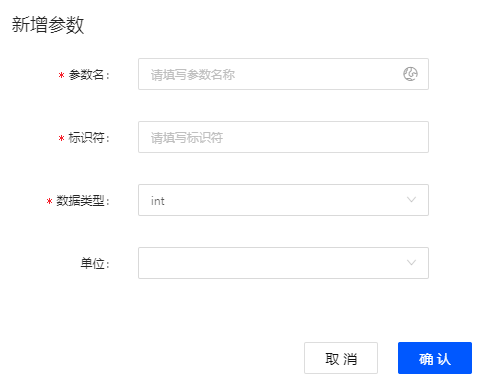 新增参数
* 参数名: 请填写参数名称
* 标识符: 请填写标识符
* 数据类型: int
单位:
取 消 确 认